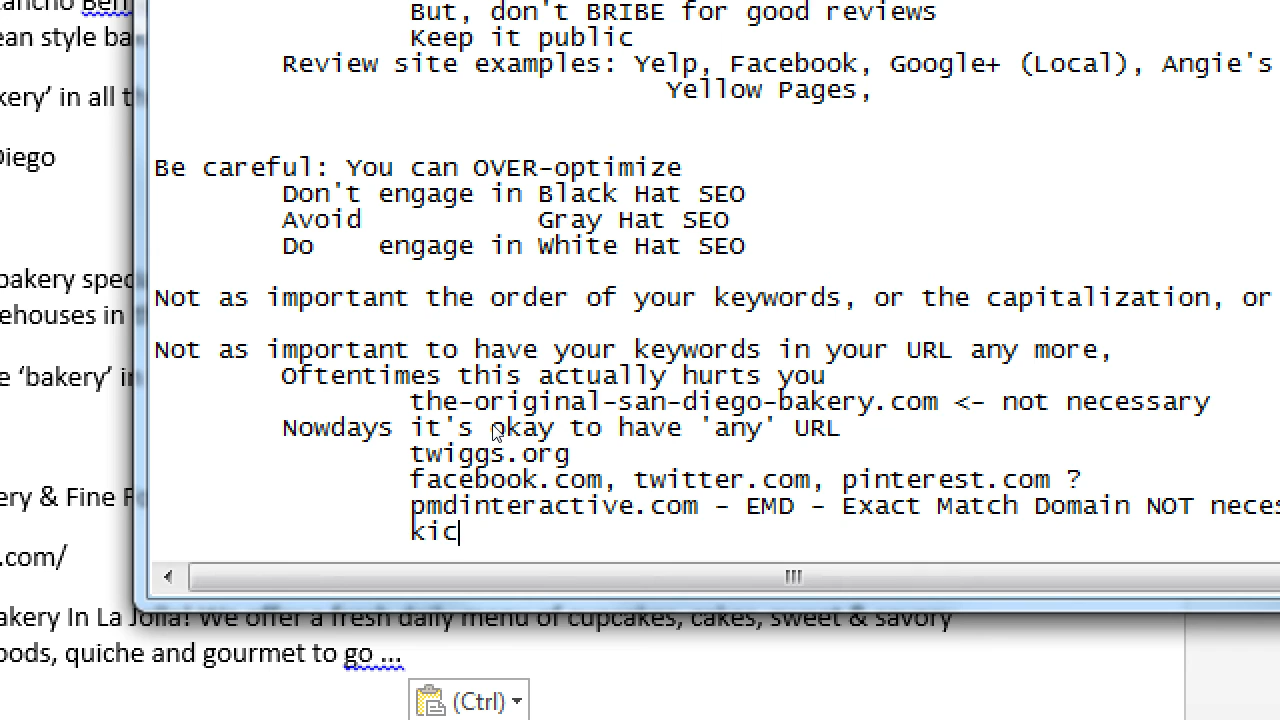 But, don't BRIBE for good reviews
Keep it public
Review site examples: Yelp, Facebook, Google+ (Local), Angie's
Yellow Pages,
Be careful: You can OVER-optimize
Don't engage in Black Hat SEO
Avoid Gray Hat SEO
Do engage in White Hat SEO
Not as important the order of your keywords, or the capitalization, or
Not as important to have your keywords in your URL any more,
Oftentimes this actually hurts you
the-original-san-diego-bakery.com <- not necessary
Nowdays it's okay to have 'any' URL
twiggs.org
facebook.com, twitter.com, pinterest.com ?
pmdinteractive.com - EMD - Exact Match Domain NOT neces
kic
ean style ba
kery' in all t
Diego
bakery spec
ehouses in
e 'bakery' in
ery & Fine F
.com/
akery In La Jolla! We offer a fresh daily menu of cupcakes, cakes, sweet & savory
oods, quiche and gourmet to go ...
(Ctrl)